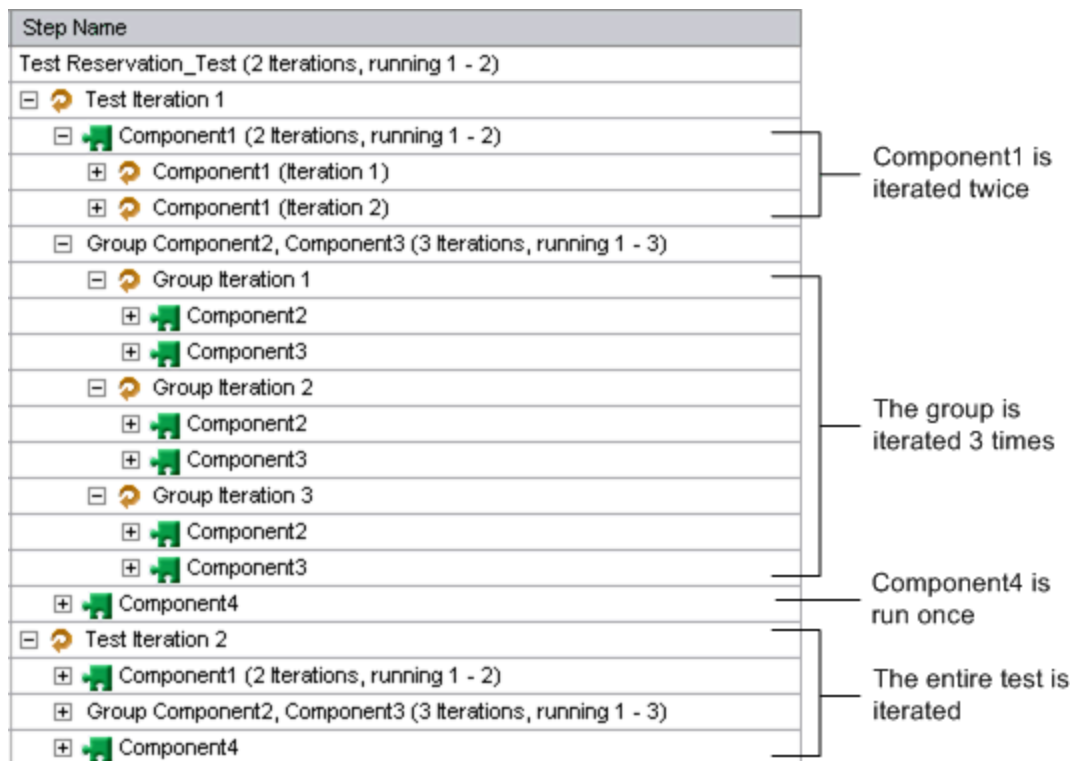 Step Name
Test Reservation_Test (2 Iterations, running 1 - 2)
Test Iteration 1
Component1 (2 Iterations, running 1 - 2)
Component1 (Iteration 1)
Component1 (Iteration 2)
Component1 is
iterated twice
Group Component2, Component3 (3 Iterations, running 1 - 3)
Group Iteration 1
Component2
Component3
Group Iteration 2
Component2
Component3
Group Iteration 3
Component2
Component3
The group is
iterated 3 times
Component4
Component4 is
run once
Test Iteration 2
Component1 (2 Iterations, running 1 - 2)
Group Component2, Component3 (3 Iterations, running 1 - 3)
Component4
The entire test is
iterated